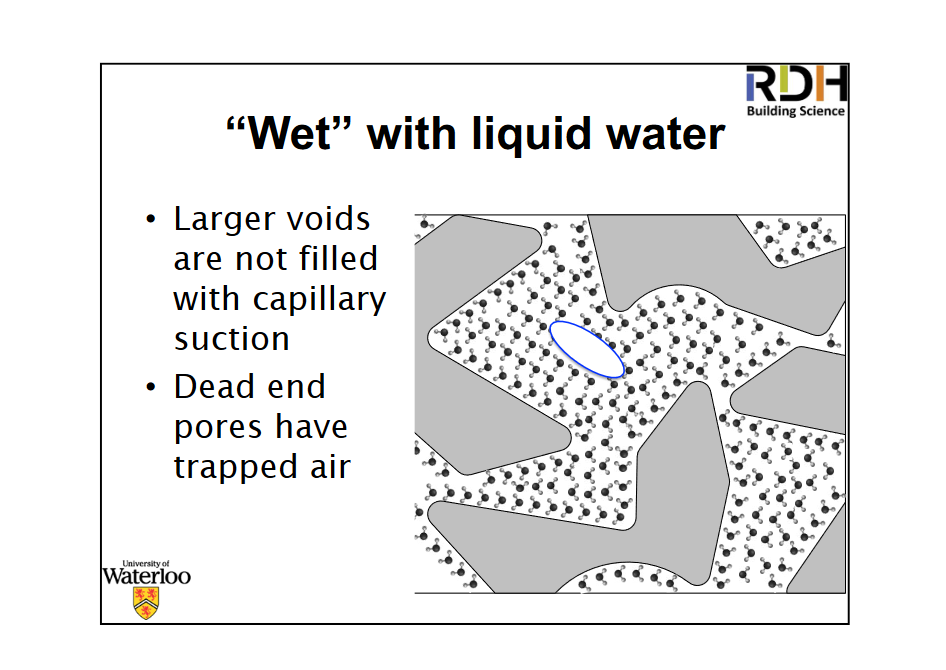 RDH
Building Science
“Wet” with liquid water
• Larger voids
are not filled
with capillary
suction
• Dead end
pores have
trapped air
University of
Waterloo